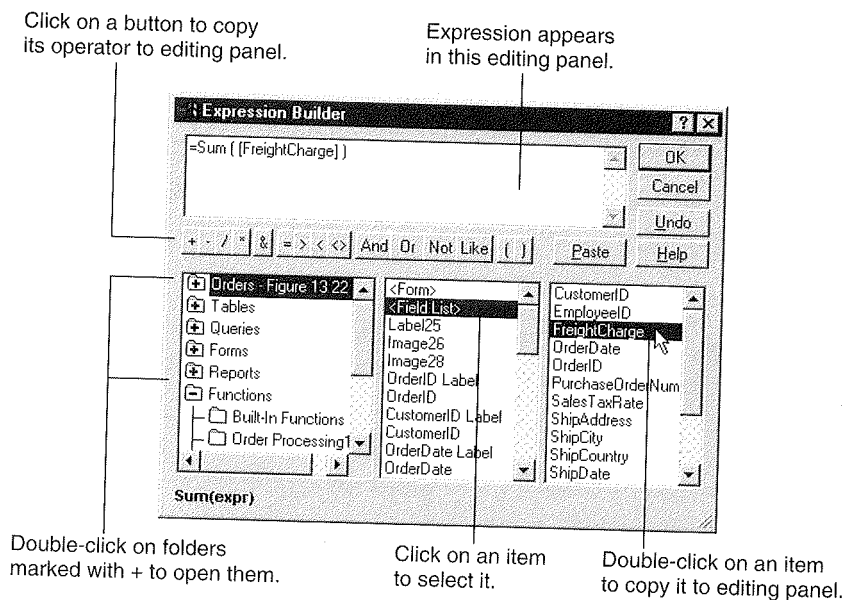 Click on a button to copy
its operator to editing panel.
Expression appears
in this editing panel.
Expression Builder
? X
=Sum ( [FreightCharge] )
OK
Cancel
Undo
+ - / * & = > < <> And Or Not Like ( )
Paste
Help
Orders - Figure 13 22
Tables
Queries
Forms
Reports
Functions
Built-In Functions
Order Processing1
<Form>
<Field List>
Label25
Image26
Image28
OrderID Label
OrderID
CustomerID Label
CustomerID
OrderDate Label
OrderDate
CustomerID
EmployeeID
FreightCharge
OrderDate
OrderID
PurchaseOrderNum
SalesTaxRate
ShipAddress
ShipCity
ShipCountry
ShipDate
Sum(expr)
Double-click on folders
marked with + to open them.
Click on an item
to select it.
Double-click on an item
to copy it to editing panel.